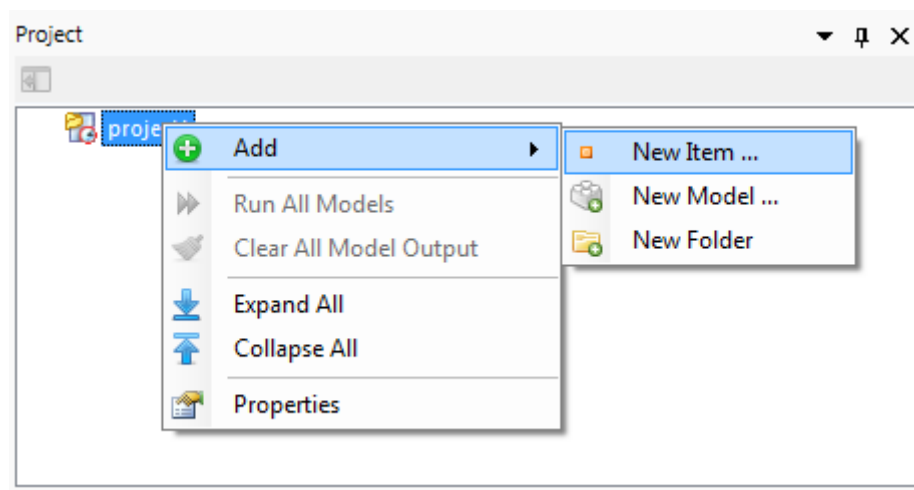 Project
Add
New Item ...
Run All Models
New Model ...
Clear All Model Output
New Folder
Expand All
Collapse All
Properties